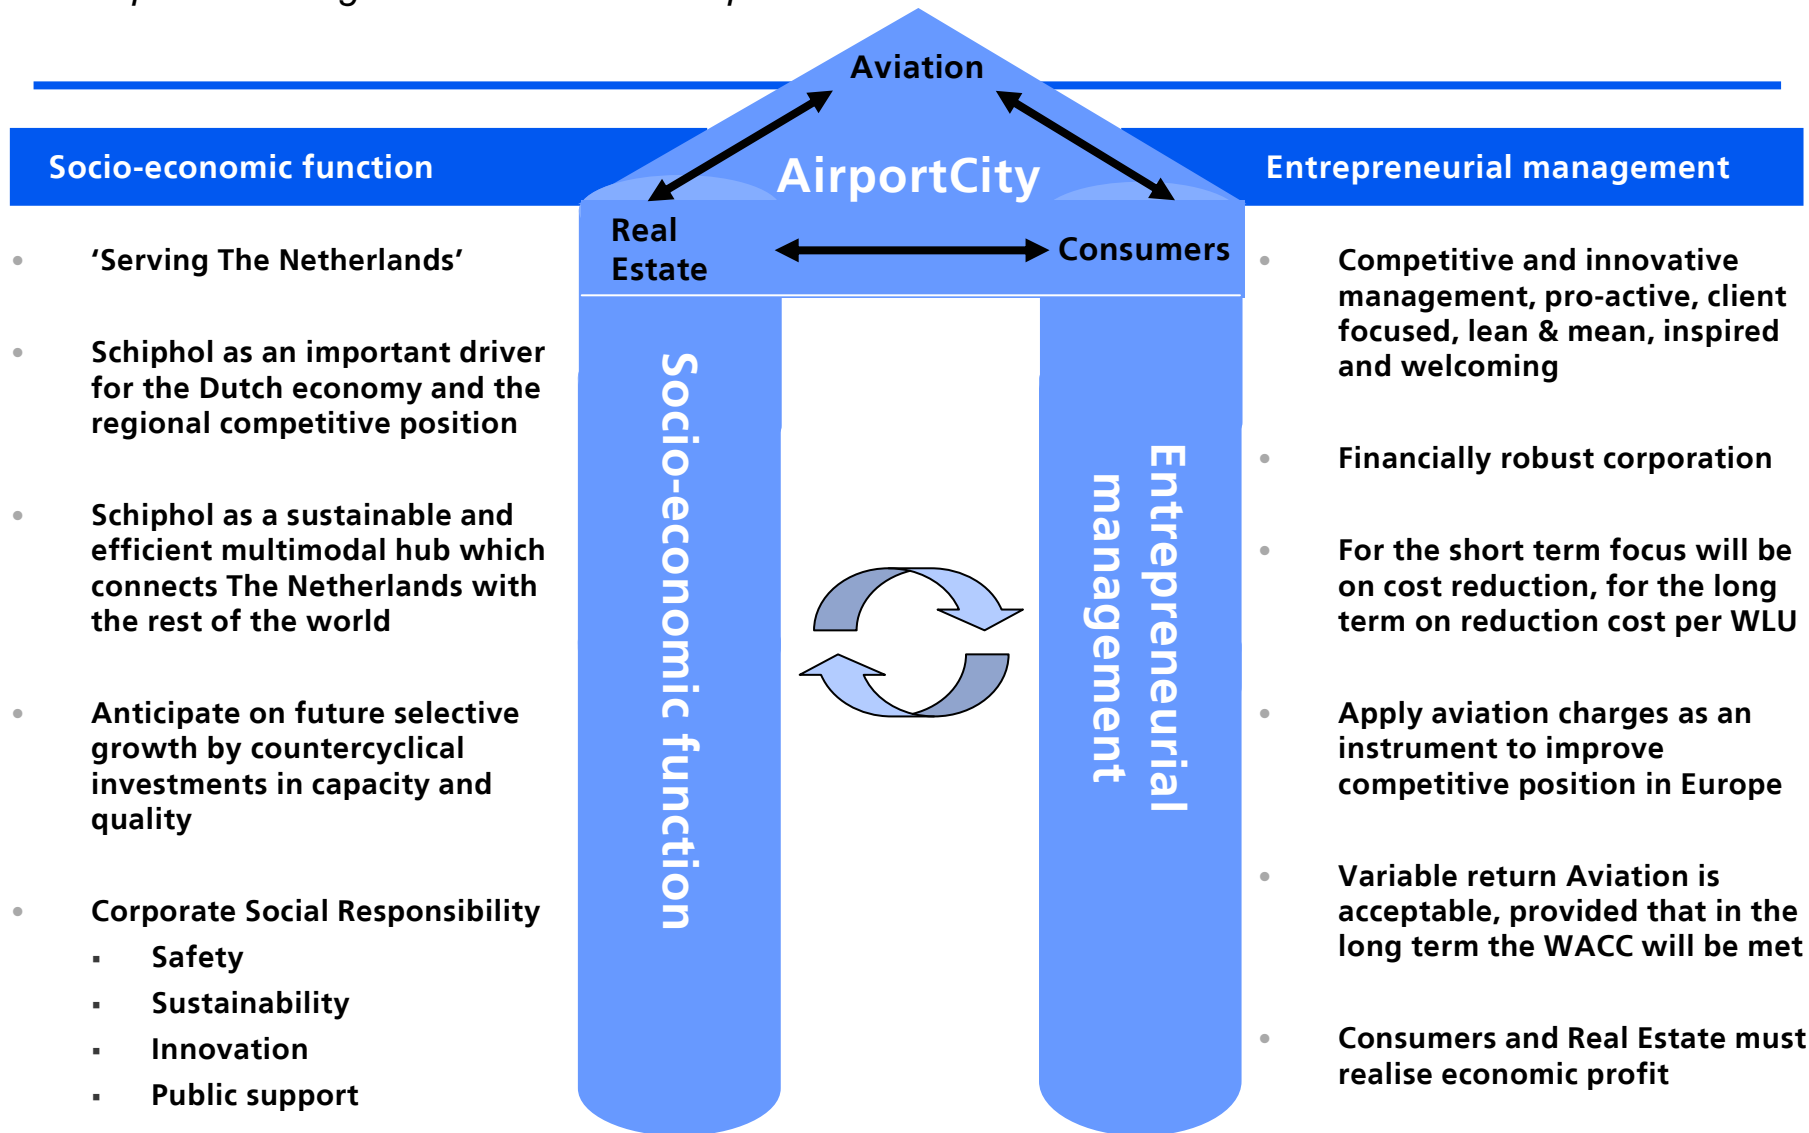 Aviation
AirportCity
Real
Estate
Consumers
Socio-economic function
‘Serving The Netherlands’
Schiphol as an important driver
for the Dutch economy and the
regional competitive position
Schiphol as a sustainable and
efficient multimodal hub which
connects The Netherlands with
the rest of the world
Anticipate on future selective
growth by countercyclical
investments in capacity and
quality
Corporate Social Responsibility
Safety
Sustainability
Innovation
Public support
Socio-economic function
Entrepreneurial
management
Entrepreneurial management
Competitive and innovative
management, pro-active, client
focused, lean & mean, inspired
and welcoming
Financially robust corporation
For the short term focus will be
on cost reduction, for the long
term on reduction cost per WLU
Apply aviation charges as an
instrument to improve
competitive position in Europe
Variable return Aviation is
acceptable, provided that in the
long term the WACC will be met
Consumers and Real Estate must
realise economic profit